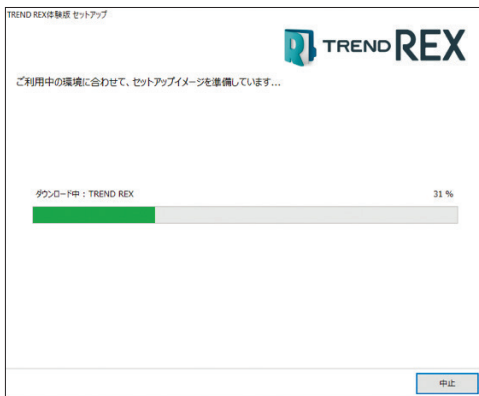 TREND REX体験版 セットアップ
TREND REX
ご利用中の環境に合わせて、セットアップイメージを準備しています...
ダウンロード中：TREND REX 31 %
中止